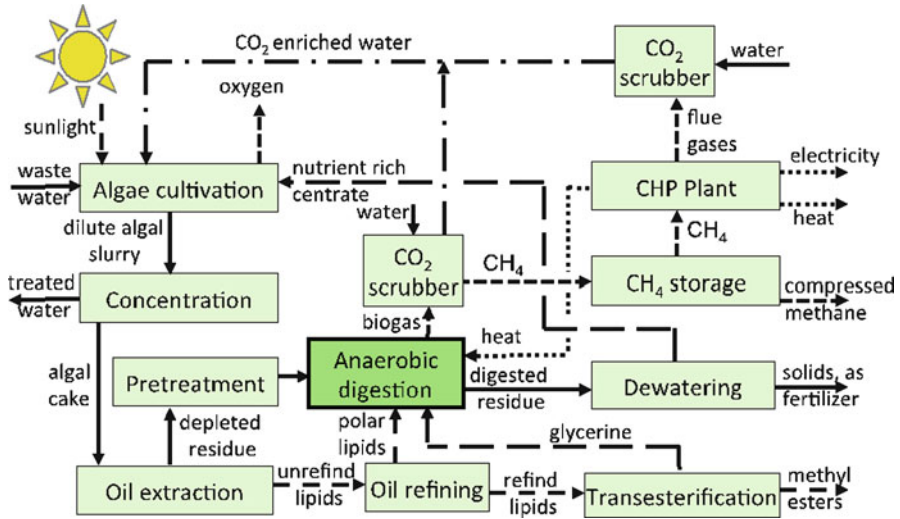 CO2 enriched water
CO2
scrubber
water
oxygen
sunlight
flue
gases
waste
water
Algae cultivation
nutrient rich
centrate
CHP Plant
electricity
heat
water
dilute algal
slurry
CO2
scrubber
CH4
CH4
treated
water
Concentration
CH4 storage
compressed
methane
biogas
heat
algal
cake
Pretreatment
Anaerobic
digestion
digested
residue
Dewatering
solids, as
fertilizer
depleted
residue
polar
lipids
glycerine
Oil extraction
unrefind
lipids
Oil refining
refind
lipids
Transesterification
methyl
esters